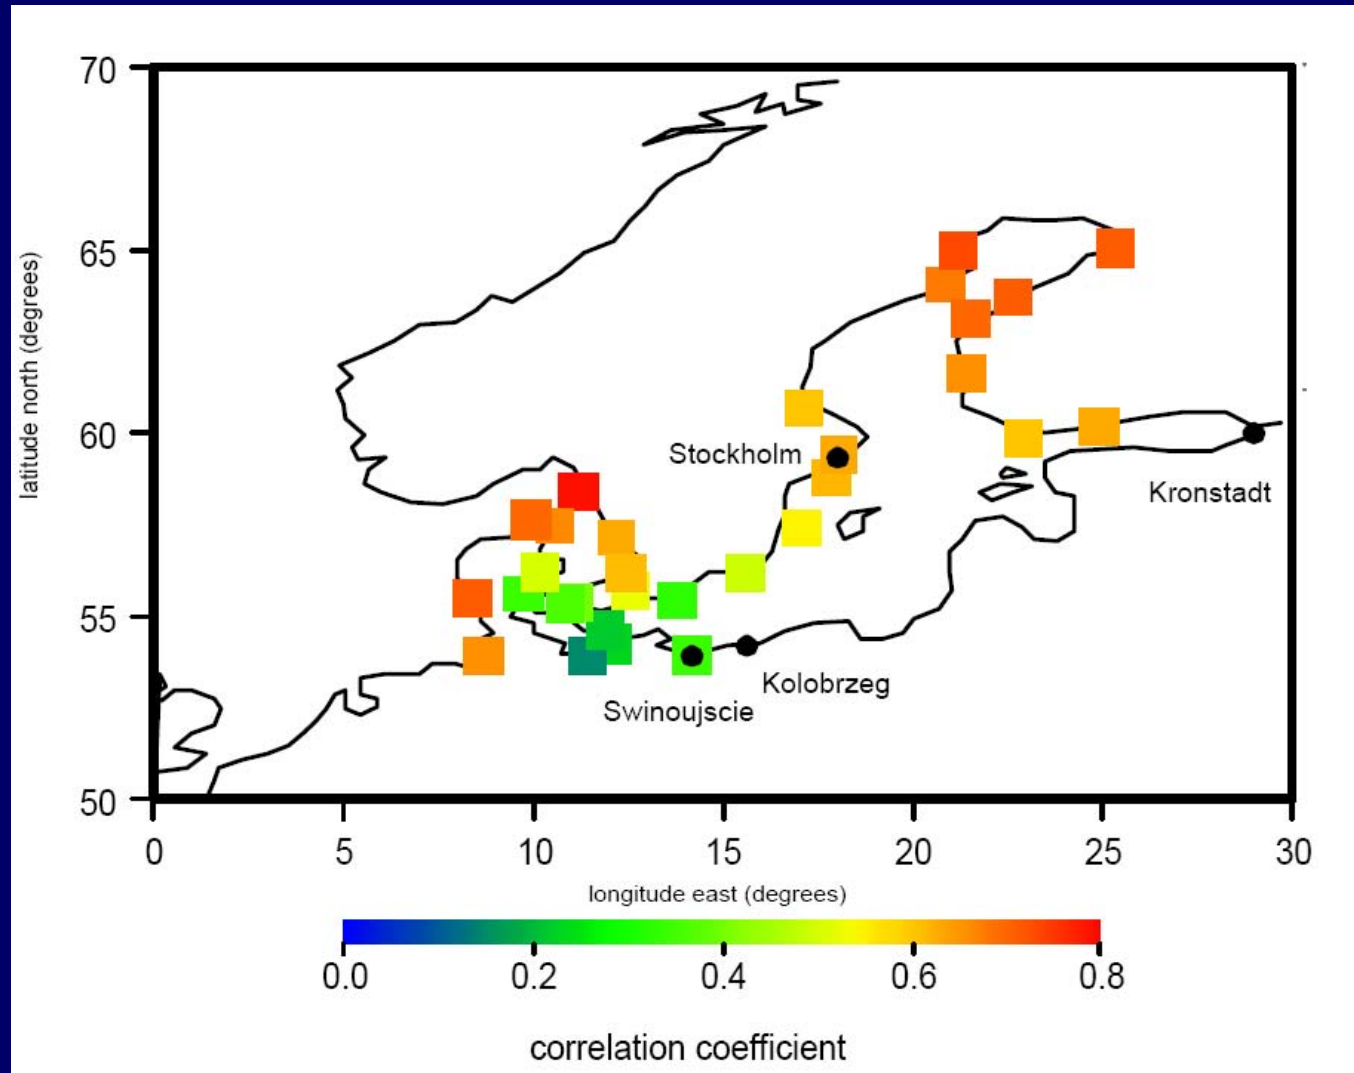 70
65
60
55
50
latitude north (degrees)
Stockholm
Kronstadt
Kolobrzeg
Swinoujscie
0 5 10 15 20 25 30
longitude east (degrees)
0.0 0.2 0.4 0.6 0.8
correlation coefficient